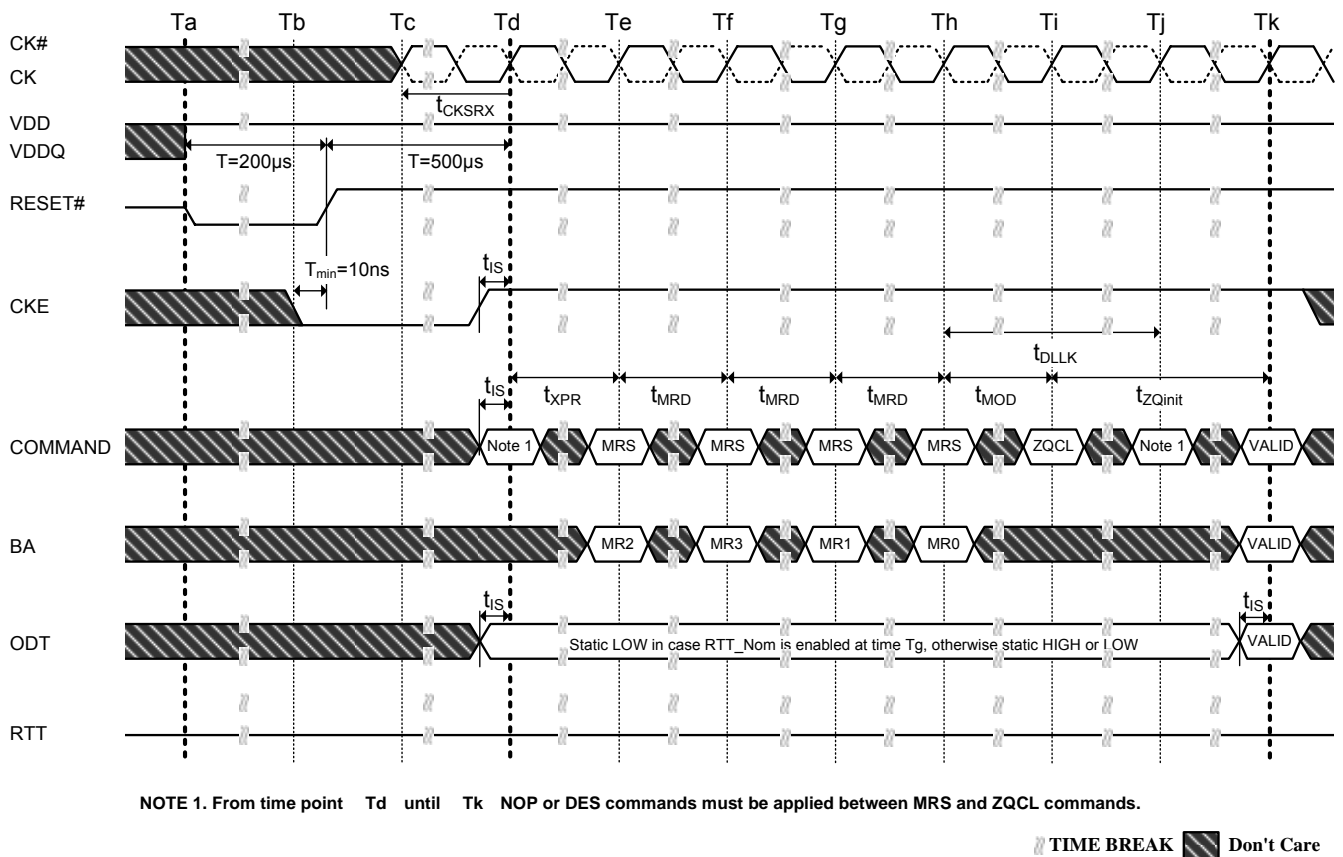 Ta Tb Tc Td Te Tf Tg Th Ti Tj Tk
CK#
CK
tCKSRX
VDD
VDDQ
T=200µs T=500µs
RESET#
Tmin=10ns tIS
CKE
tDLLK
tIS tXPR tMRD tMRD tMRD tMOD tZQinit
COMMAND Note 1 MRS MRS MRS MRS ZQCL Note 1 VALID
BA MR2 MR3 MR1 MR0 VALID
tIS tIS
ODT Static LOW in case RTT_Nom is enabled at time Tg, otherwise static HIGH or LOW VALID
RTT
NOTE 1. From time point Td until Tk NOP or DES commands must be applied between MRS and ZQCL commands.
TIME BREAK Don't Care